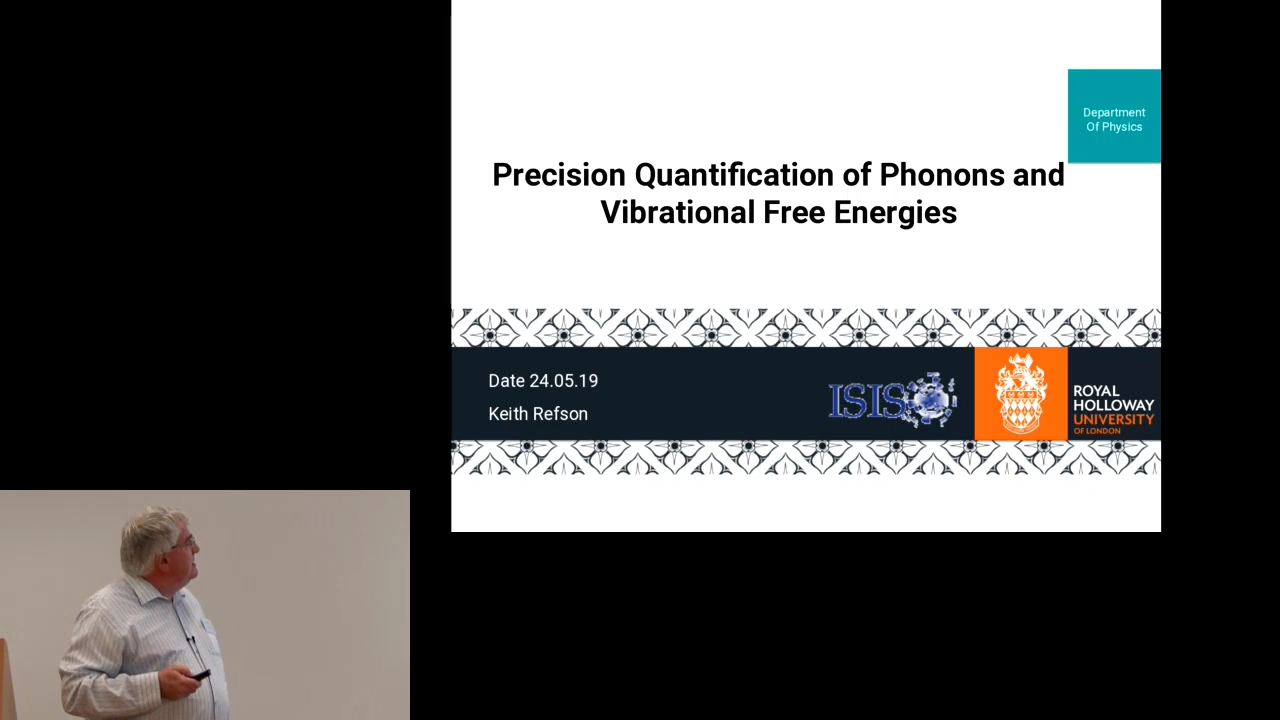 Department
Of Physics
Precision Quantification of Phonons and
Vibrational Free Energies
Date 24.05.19
Keith Refson
ISIS
ROYAL
HOLLOWAY
UNIVERSITY
OF LONDON